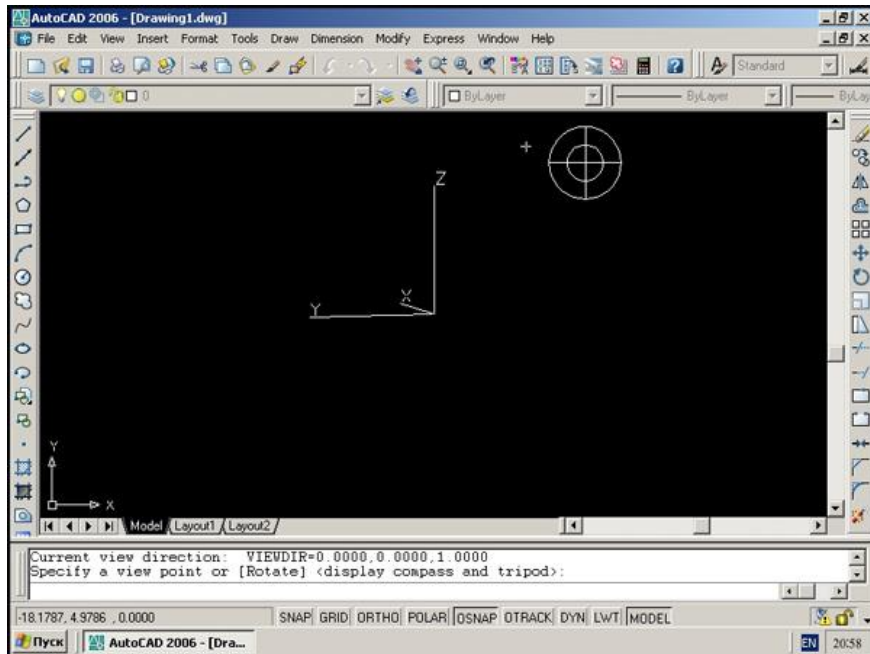 AutoCAD 2006 - [Drawing1.dwg]
File Edit View Insert Format Tools Draw Dimension Modify Express Window Help
Standard
0 ByLayer ByLayer ByLay
Z
X
Y
Y
X
Model Layout1 Layout2
Current view direction: VIEWDIR=0.0000,0.0000,1.0000
Specify a view point or [Rotate] <display compass and tripod>:
-18.1787, 4.9786 , 0.0000 SNAP GRID ORTHO POLAR OSNAP OTRACK DYN LWT MODEL
Пуск AutoCAD 2006 - [Dra... EN 20:58